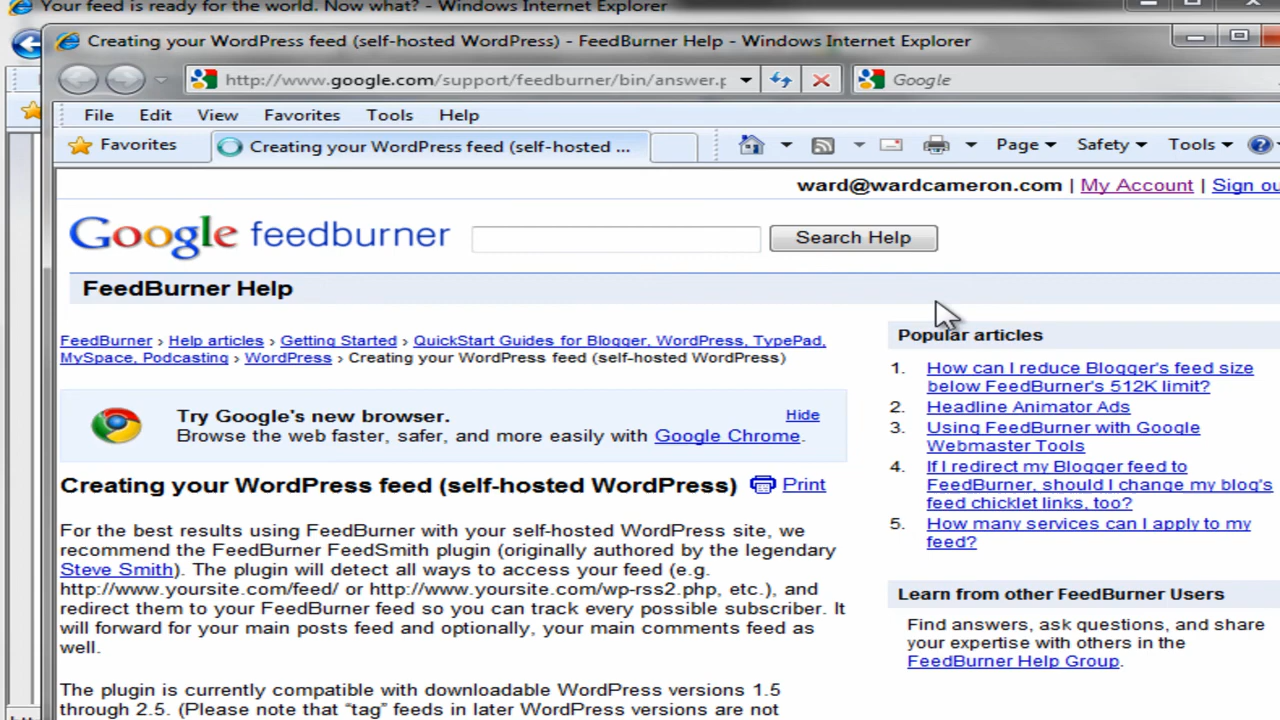 Your feed is ready for the world. Now what? - Windows Internet Explorer
Creating your WordPress feed (self-hosted WordPress) - FeedBurner Help - Windows Internet Explorer
http://www.google.com/support/feedburner/bin/answer.p
Google
File Edit View Favorites Tools Help
Favorites
Creating your WordPress feed (self-hosted ...
Page Safety Tools
ward@wardcameron.com | My Account | Sign ou
Google feedburner
Search Help
FeedBurner Help
FeedBurner › Help articles › Getting Started › QuickStart Guides for Blogger, WordPress, TypePad,
MySpace, Podcasting › WordPress › Creating your WordPress feed (self-hosted WordPress)
Try Google's new browser.
Hide
Browse the web faster, safer, and more easily with Google Chrome.
Creating your WordPress feed (self-hosted WordPress) Print
For the best results using FeedBurner with your self-hosted WordPress site, we
recommend the FeedBurner FeedSmith plugin (originally authored by the legendary
Steve Smith). The plugin will detect all ways to access your feed (e.g.
http://www.yoursite.com/feed/ or http://www.yoursite.com/wp-rss2.php, etc.), and
redirect them to your FeedBurner feed so you can track every possible subscriber. It
will forward for your main posts feed and optionally, your main comments feed as
well.
The plugin is currently compatible with downloadable WordPress versions 1.5
through 2.5. (Please note that “tag” feeds in later WordPress versions are not
Popular articles
1. How can I reduce Blogger's feed size
below FeedBurner's 512K limit?
2. Headline Animator Ads
3. Using FeedBurner with Google
Webmaster Tools
4. If I redirect my Blogger feed to
FeedBurner, should I change my blog's
feed chicklet links, too?
5. How many services can I apply to my
feed?
Learn from other FeedBurner Users
Find answers, ask questions, and share
your expertise with others in the
FeedBurner Help Group.